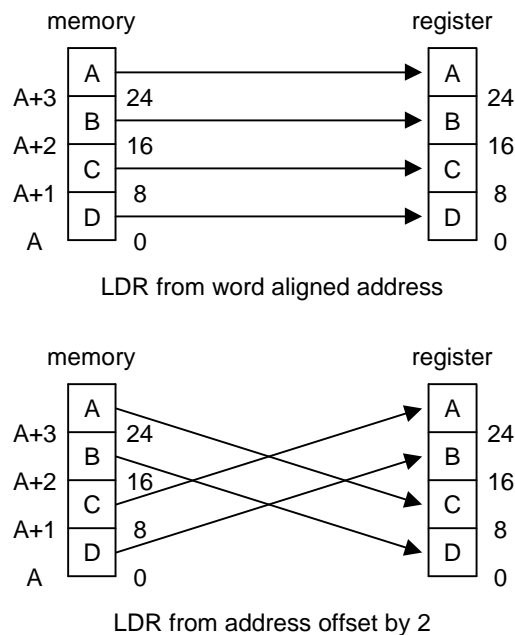 memory register
A A
A+3 24 24
B B
A+2 16 16
C C
A+1 8 8
D D
A 0 0
LDR from word aligned address
memory register
A A
A+3 24 24
B B
A+2 16 16
C C
A+1 8 8
D D
A 0 0
LDR from address offset by 2